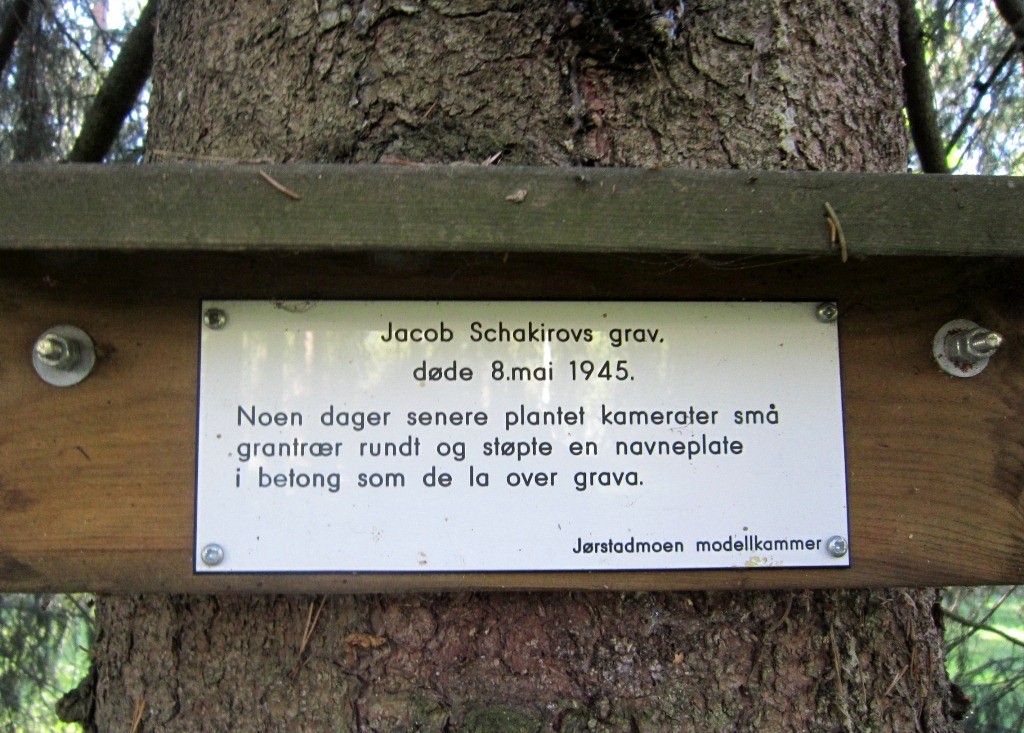 Jacob Schakirovs grav.
døde 8.mai 1945.
Noen dager senere plantet kamerater små
grantrær rundt og støpte en navneplate
i betong som de la over grava.
Jørstadmoen modellkammer